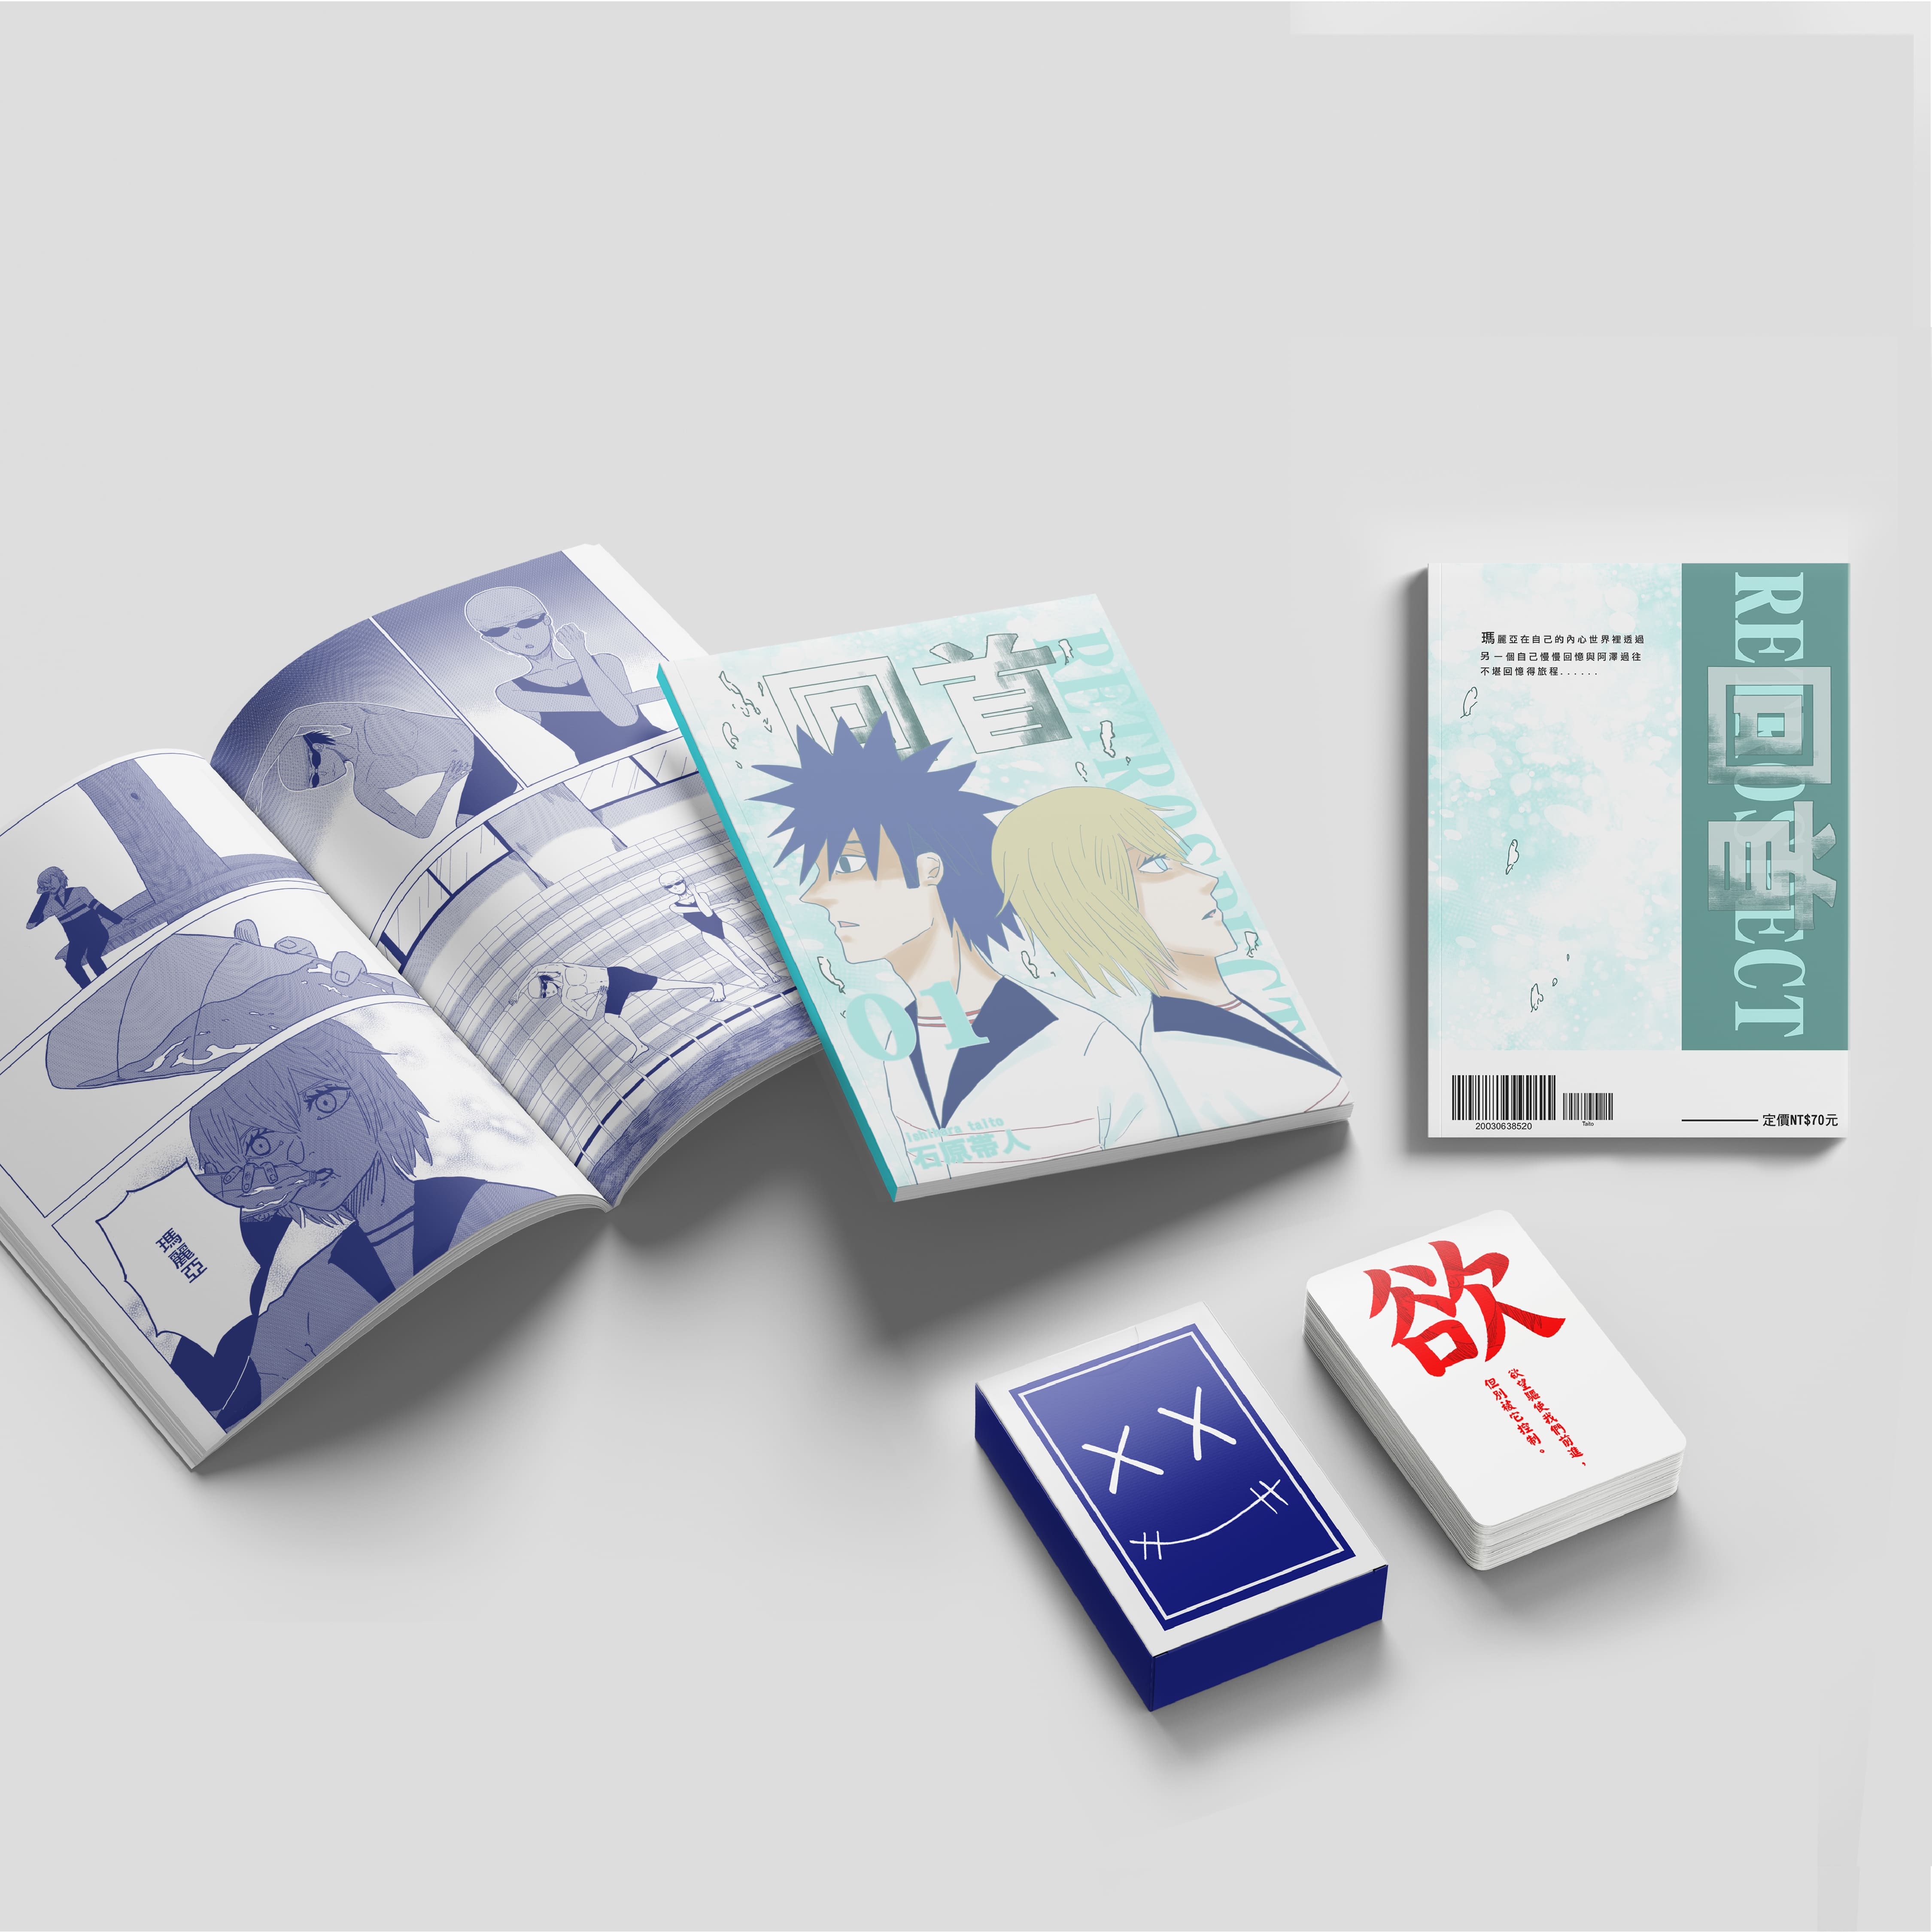 瑪麗亞
回首
RETROSPECT
01
Ishihara taito
石原帯人
瑪麗亞在自己的內心世界裡透過
另一個自己慢慢回憶與阿澤過往
不堪回憶得旅程......
RETROSPECT
回首
20030638520
Taito
定價NT$70元
欲
欲望驅使我們前進，
但別被它控制。